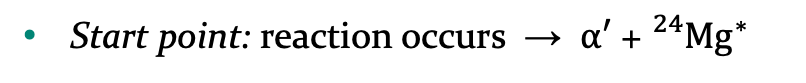 • Start point: reaction occurs → α′ + ²⁴Mg*